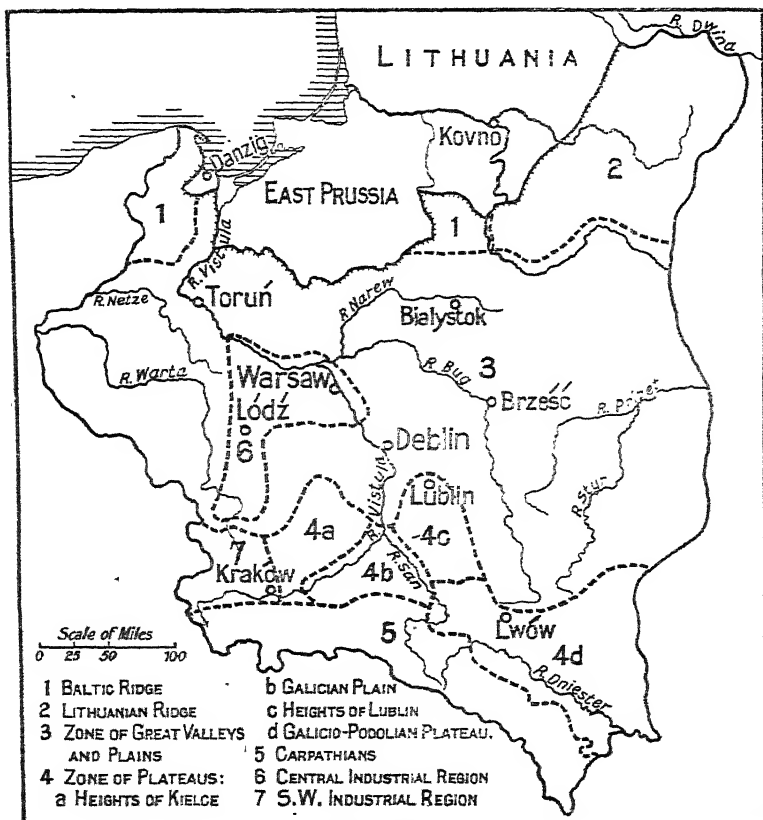 R. Dwina
LITHUANIA
Kovno
Danzig
EAST PRUSSIA
2
1
1
R. Vistula
R. Netze
Toruń
R. Narew
Bialystok
R. Warta
Warsaw
R. Bug
3
Brześć
R. Pripet
Lódź
6
Deblin
R. Vistula
Lublin
R. Styr
4a
4c
7
Kraków
4b
R. San
Lwów
5
4d
R. Dniester
Scale of Miles
0 25 50 100
1 BALTIC RIDGE
2 LITHUANIAN RIDGE
3 ZONE OF GREAT VALLEYS
AND PLAINS
4 ZONE OF PLATEAUS:
a HEIGHTS OF KIELCE
b GALICIAN PLAIN
c HEIGHTS OF LUBLIN
d GALICIO-PODOLIAN PLATEAU.
5 CARPATHIANS
6 CENTRAL INDUSTRIAL REGION
7 S.W. INDUSTRIAL REGION